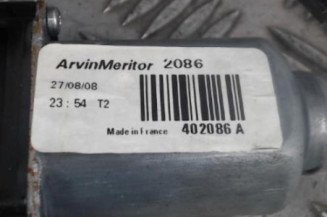 ArvinMeritor 2086
27/08/08
23:54 T2
Made in France 402086 A